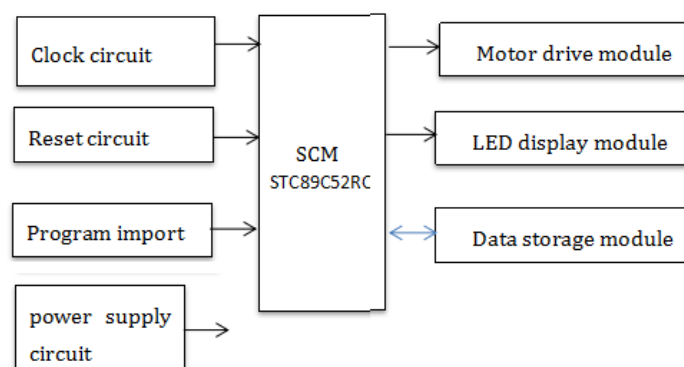 Clock circuit
Reset circuit
Program import
power supply
circuit
SCM
STC89C52RC
Motor drive module
LED display module
Data storage module